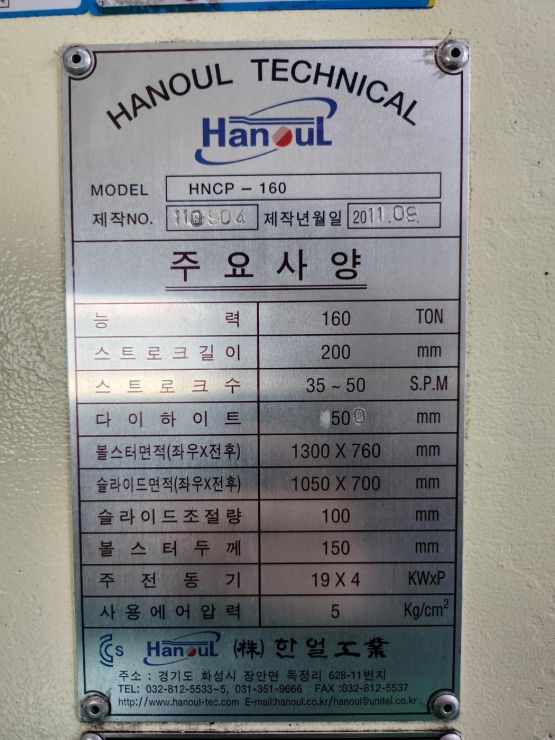 HANOUL TECHNICAL
HanouL
MODEL HNCP - 160
제작NO. 제작년월일 2011.09.
주요사양
능력 160 TON
스트로크길이 200 mm
스트로크수 35 ~ 50 S.P.M
다이하이트 500 mm
볼스터면적(좌우X전후) 1300 X 760 mm
슬라이드면적(좌우X전후) 1050 X 700 mm
슬라이드조절량 100 mm
볼스터두께 150 mm
주전동기 19 X 4 KWxP
사용에어압력 5 Kg/cm²
S HanouL (株) 한얼工業
주소 : 경기도 화성시 장안면 독정리 628-11번지
TEL: 032-812-5533~5, 031-351-9666 FAX :032-812-5537
http://www.hanoul-tec.com E-mail:hanoul.co.kr/hanoul@unitel.co.kr